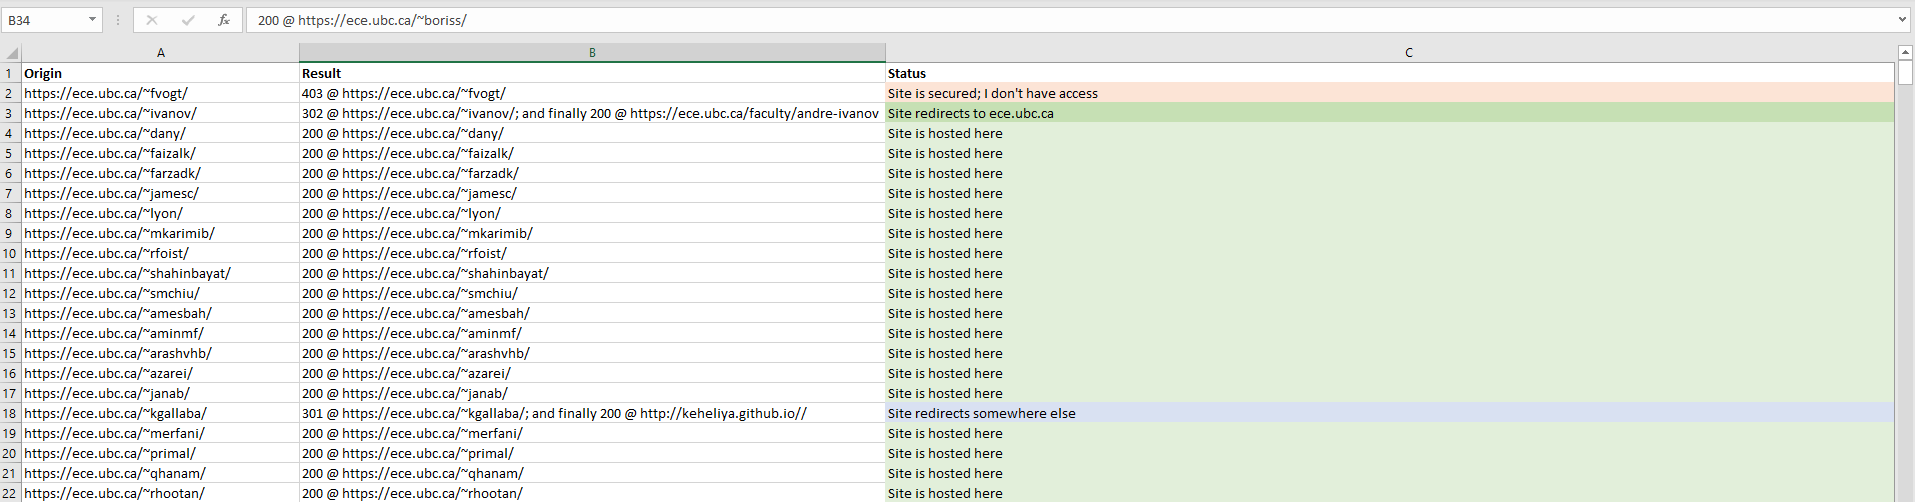 B34 fx 200 @ https://ece.ubc.ca/~boriss/
A B C
1 Origin Result Status
2 https://ece.ubc.ca/~fvogt/ 403 @ https://ece.ubc.ca/~fvogt/ Site is secured; I don't have access
3 https://ece.ubc.ca/~ivanov/ 302 @ https://ece.ubc.ca/~ivanov/; and finally 200 @ https://ece.ubc.ca/faculty/andre-ivanov Site redirects to ece.ubc.ca
4 https://ece.ubc.ca/~dany/ 200 @ https://ece.ubc.ca/~dany/ Site is hosted here
5 https://ece.ubc.ca/~faizalk/ 200 @ https://ece.ubc.ca/~faizalk/ Site is hosted here
6 https://ece.ubc.ca/~farzadk/ 200 @ https://ece.ubc.ca/~farzadk/ Site is hosted here
7 https://ece.ubc.ca/~jamesc/ 200 @ https://ece.ubc.ca/~jamesc/ Site is hosted here
8 https://ece.ubc.ca/~lyon/ 200 @ https://ece.ubc.ca/~lyon/ Site is hosted here
9 https://ece.ubc.ca/~mkarimib/ 200 @ https://ece.ubc.ca/~mkarimib/ Site is hosted here
10 https://ece.ubc.ca/~rfoist/ 200 @ https://ece.ubc.ca/~rfoist/ Site is hosted here
11 https://ece.ubc.ca/~shahinbayat/ 200 @ https://ece.ubc.ca/~shahinbayat/ Site is hosted here
12 https://ece.ubc.ca/~smchiu/ 200 @ https://ece.ubc.ca/~smchiu/ Site is hosted here
13 https://ece.ubc.ca/~amesbah/ 200 @ https://ece.ubc.ca/~amesbah/ Site is hosted here
14 https://ece.ubc.ca/~aminmf/ 200 @ https://ece.ubc.ca/~aminmf/ Site is hosted here
15 https://ece.ubc.ca/~arashvhb/ 200 @ https://ece.ubc.ca/~arashvhb/ Site is hosted here
16 https://ece.ubc.ca/~azarei/ 200 @ https://ece.ubc.ca/~azarei/ Site is hosted here
17 https://ece.ubc.ca/~janab/ 200 @ https://ece.ubc.ca/~janab/ Site is hosted here
18 https://ece.ubc.ca/~kgallaba/ 301 @ https://ece.ubc.ca/~kgallaba/; and finally 200 @ http://keheliya.github.io// Site redirects somewhere else
19 https://ece.ubc.ca/~merfani/ 200 @ https://ece.ubc.ca/~merfani/ Site is hosted here
20 https://ece.ubc.ca/~primal/ 200 @ https://ece.ubc.ca/~primal/ Site is hosted here
21 https://ece.ubc.ca/~qhanam/ 200 @ https://ece.ubc.ca/~qhanam/ Site is hosted here
22 https://ece.ubc.ca/~rhootan/ 200 @ https://ece.ubc.ca/~rhootan/ Site is hosted here